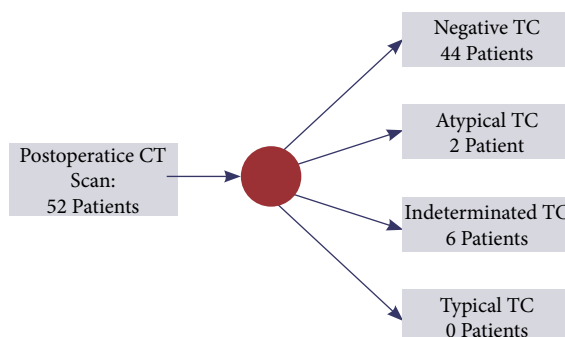 Postoperatice CT
Scan:
52 Patients
Negative TC
44 Patients
Atypical TC
2 Patient
Indeterminated TC
6 Patients
Typical TC
0 Patients